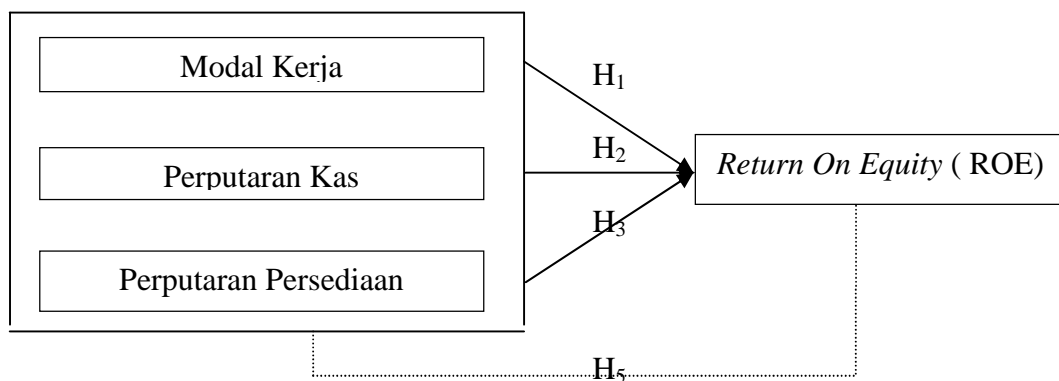 Modal Kerja
H₁
H₂
Return On Equity ( ROE)
Perputaran Kas
H₃
Perputaran Persediaan
H₅